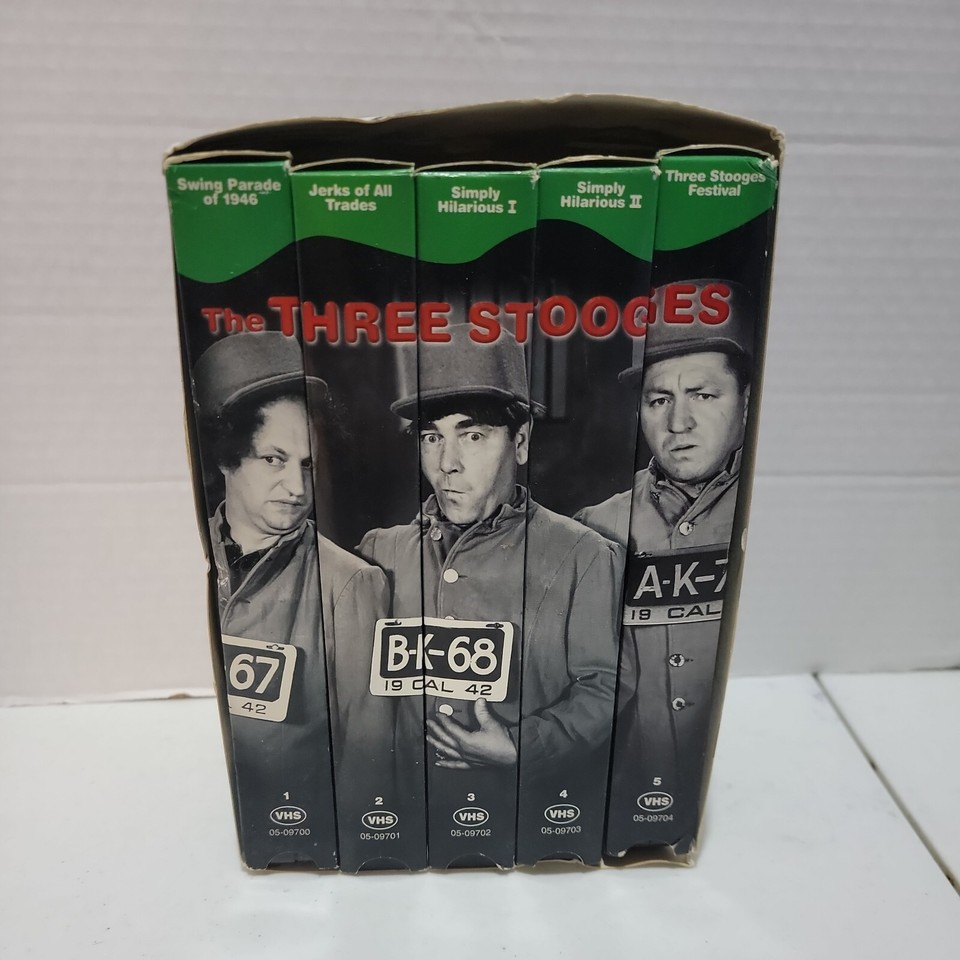 Swing Parade
of 1946
Jerks of All
Trades
Simply
Hilarious I
Simply
Hilarious II
Three Stooges
Festival
The THREE STOOGES
67
42
B-K-68
19 CAL 42
A-K-7
19 CAL
1
VHS
05-09700
2
VHS
05-09701
3
VHS
05-09702
4
VHS
05-09703
5
VHS
05-09704